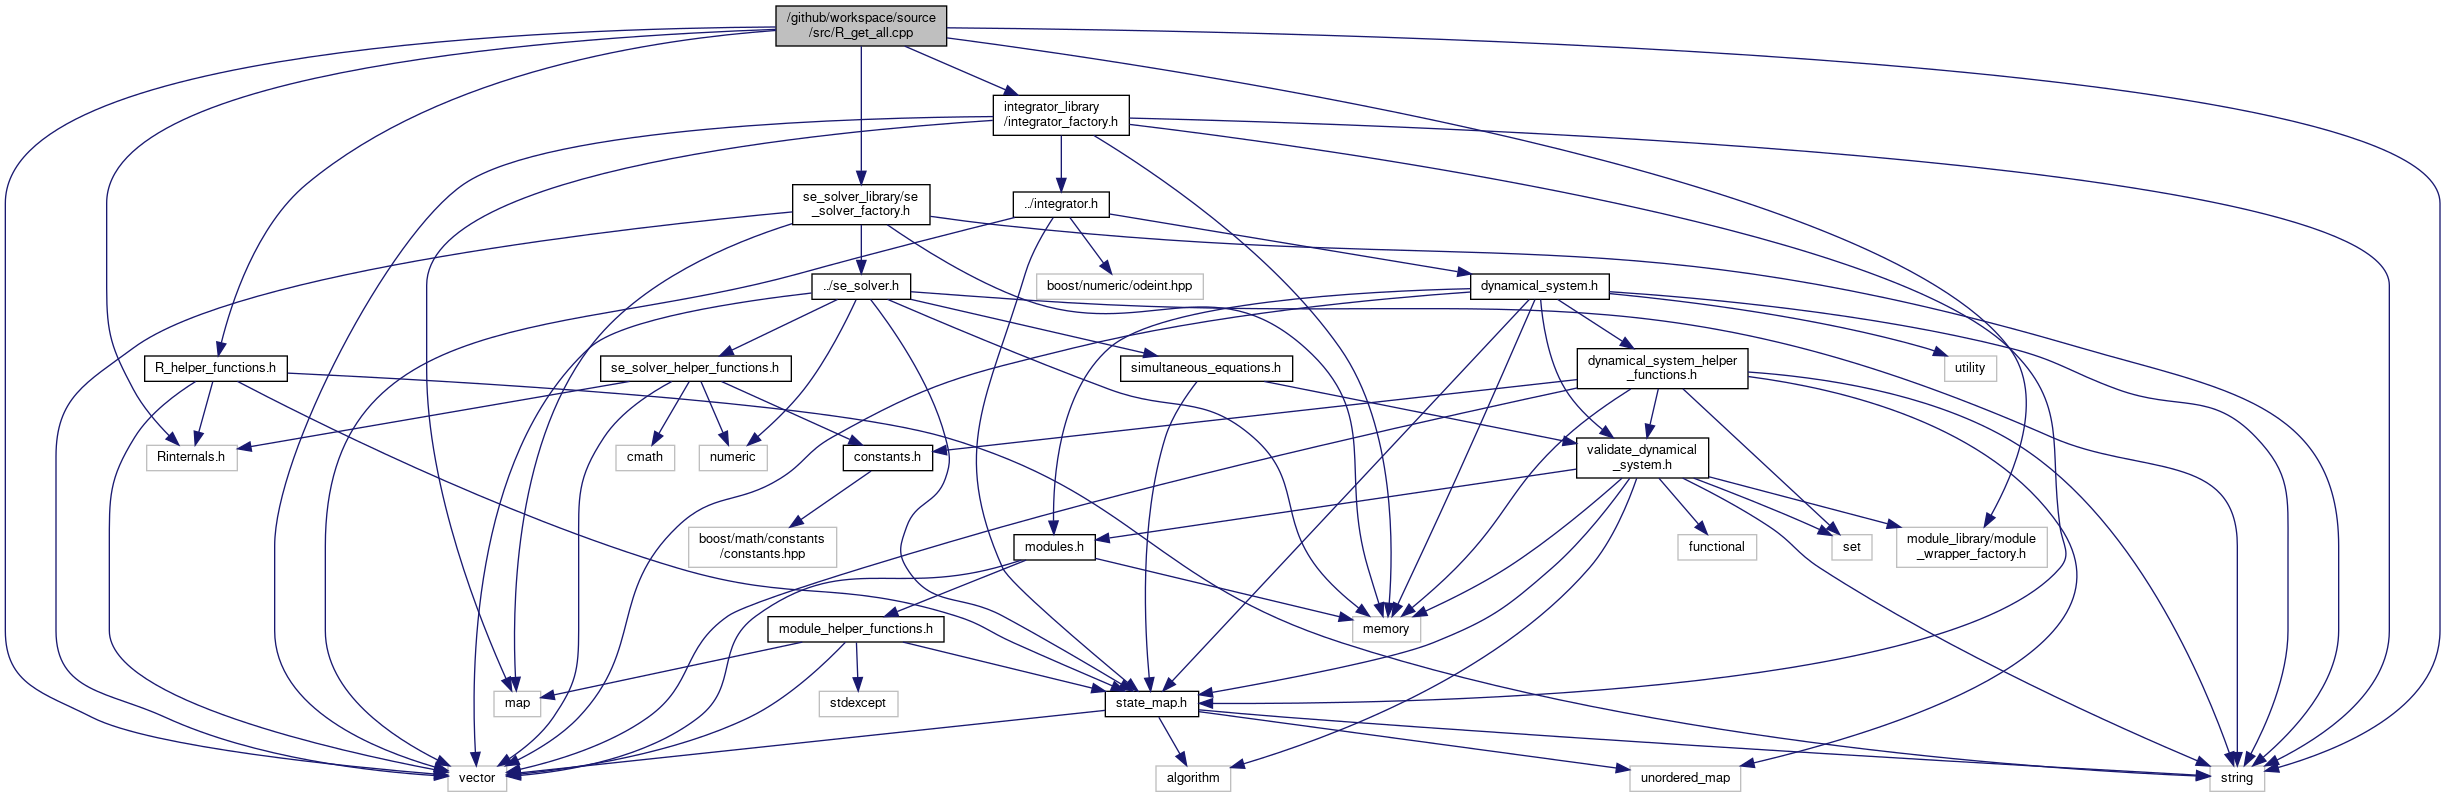 /github/workspace/source
/src/R_get_all.cpp
integrator_library
/integrator_factory.h
se_solver_library/se
_solver_factory.h
../integrator.h
../se_solver.h
boost/numeric/odeint.hpp
dynamical_system.h
R_helper_functions.h
se_solver_helper_functions.h
simultaneous_equations.h
dynamical_system_helper
_functions.h
utility
Rinternals.h
cmath
numeric
constants.h
validate_dynamical
_system.h
boost/math/constants
/constants.hpp
modules.h
functional
set
module_library/module
_wrapper_factory.h
module_helper_functions.h
memory
map
stdexcept
state_map.h
vector
algorithm
unordered_map
string